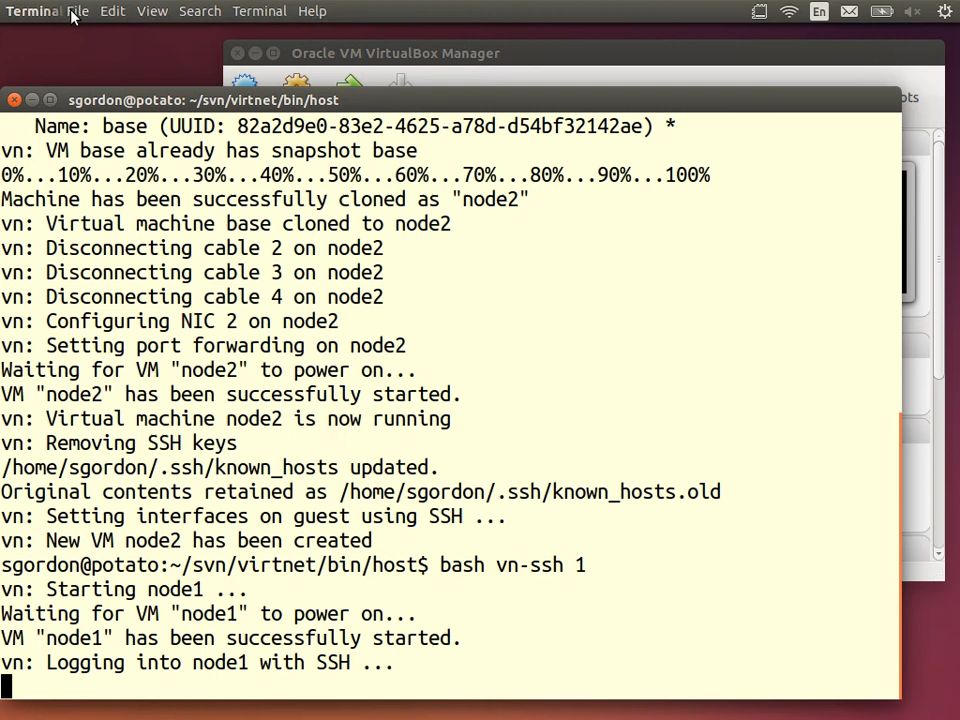 Terminal File Edit View Search Terminal Help En
Oracle VM VirtualBox Manager
sgordon@potato: ~/svn/virtnet/bin/host
ots
Name: base (UUID: 82a2d9e0-83e2-4625-a78d-d54bf32142ae) *
vn: VM base already has snapshot base
0%...10%...20%...30%...40%...50%...60%...70%...80%...90%...100%
Machine has been successfully cloned as "node2"
vn: Virtual machine base cloned to node2
vn: Disconnecting cable 2 on node2
vn: Disconnecting cable 3 on node2
vn: Disconnecting cable 4 on node2
vn: Configuring NIC 2 on node2
vn: Setting port forwarding on node2
Waiting for VM "node2" to power on...
VM "node2" has been successfully started.
vn: Virtual machine node2 is now running
vn: Removing SSH keys
/home/sgordon/.ssh/known_hosts updated.
Original contents retained as /home/sgordon/.ssh/known_hosts.old
vn: Setting interfaces on guest using SSH ...
vn: New VM node2 has been created
sgordon@potato:~/svn/virtnet/bin/host$ bash vn-ssh 1
vn: Starting node1 ...
Waiting for VM "node1" to power on...
VM "node1" has been successfully started.
vn: Logging into node1 with SSH ...